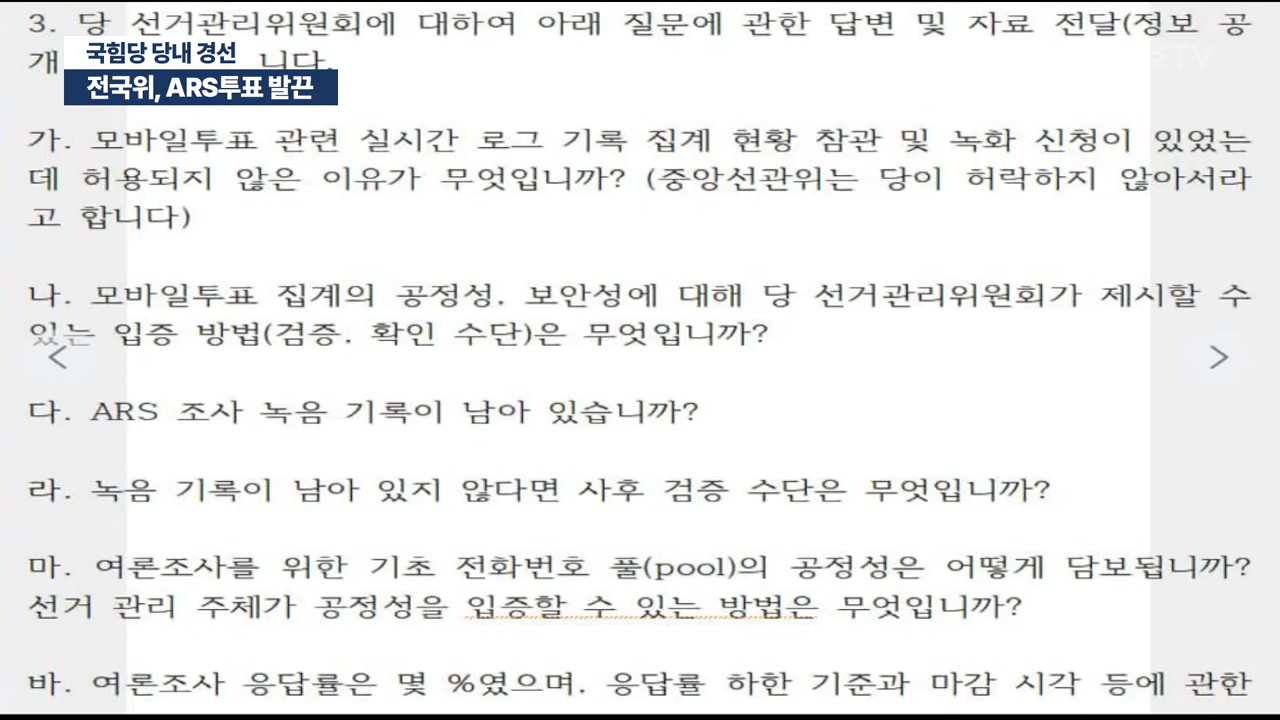 3. 당 선거관리위원회에 대하여 아래 질문에 관한 답변 및 자료 전달(정보 공
개 니다.
국힘당 당내 경선
전국위, ARS투표 발끈
TV
가. 모바일투표 관련 실시간 로그 기록 집계 현황 참관 및 녹화 신청이 있었는
데 허용되지 않은 이유가 무엇입니까? (중앙선관위는 당이 허락하지 않아서라
고 합니다)
나. 모바일투표 집계의 공정성. 보안성에 대해 당 선거관리위원회가 제시할 수
있는 입증 방법(검증. 확인 수단)은 무엇입니까?
다. ARS 조사 녹음 기록이 남아 있습니까?
라. 녹음 기록이 남아 있지 않다면 사후 검증 수단은 무엇입니까?
마. 여론조사를 위한 기초 전화번호 풀(pool)의 공정성은 어떻게 담보됩니까?
선거 관리 주체가 공정성을 입증할 수 있는 방법은 무엇입니까?
바. 여론조사 응답률은 몇 %였으며. 응답률 하한 기준과 마감 시각 등에 관한